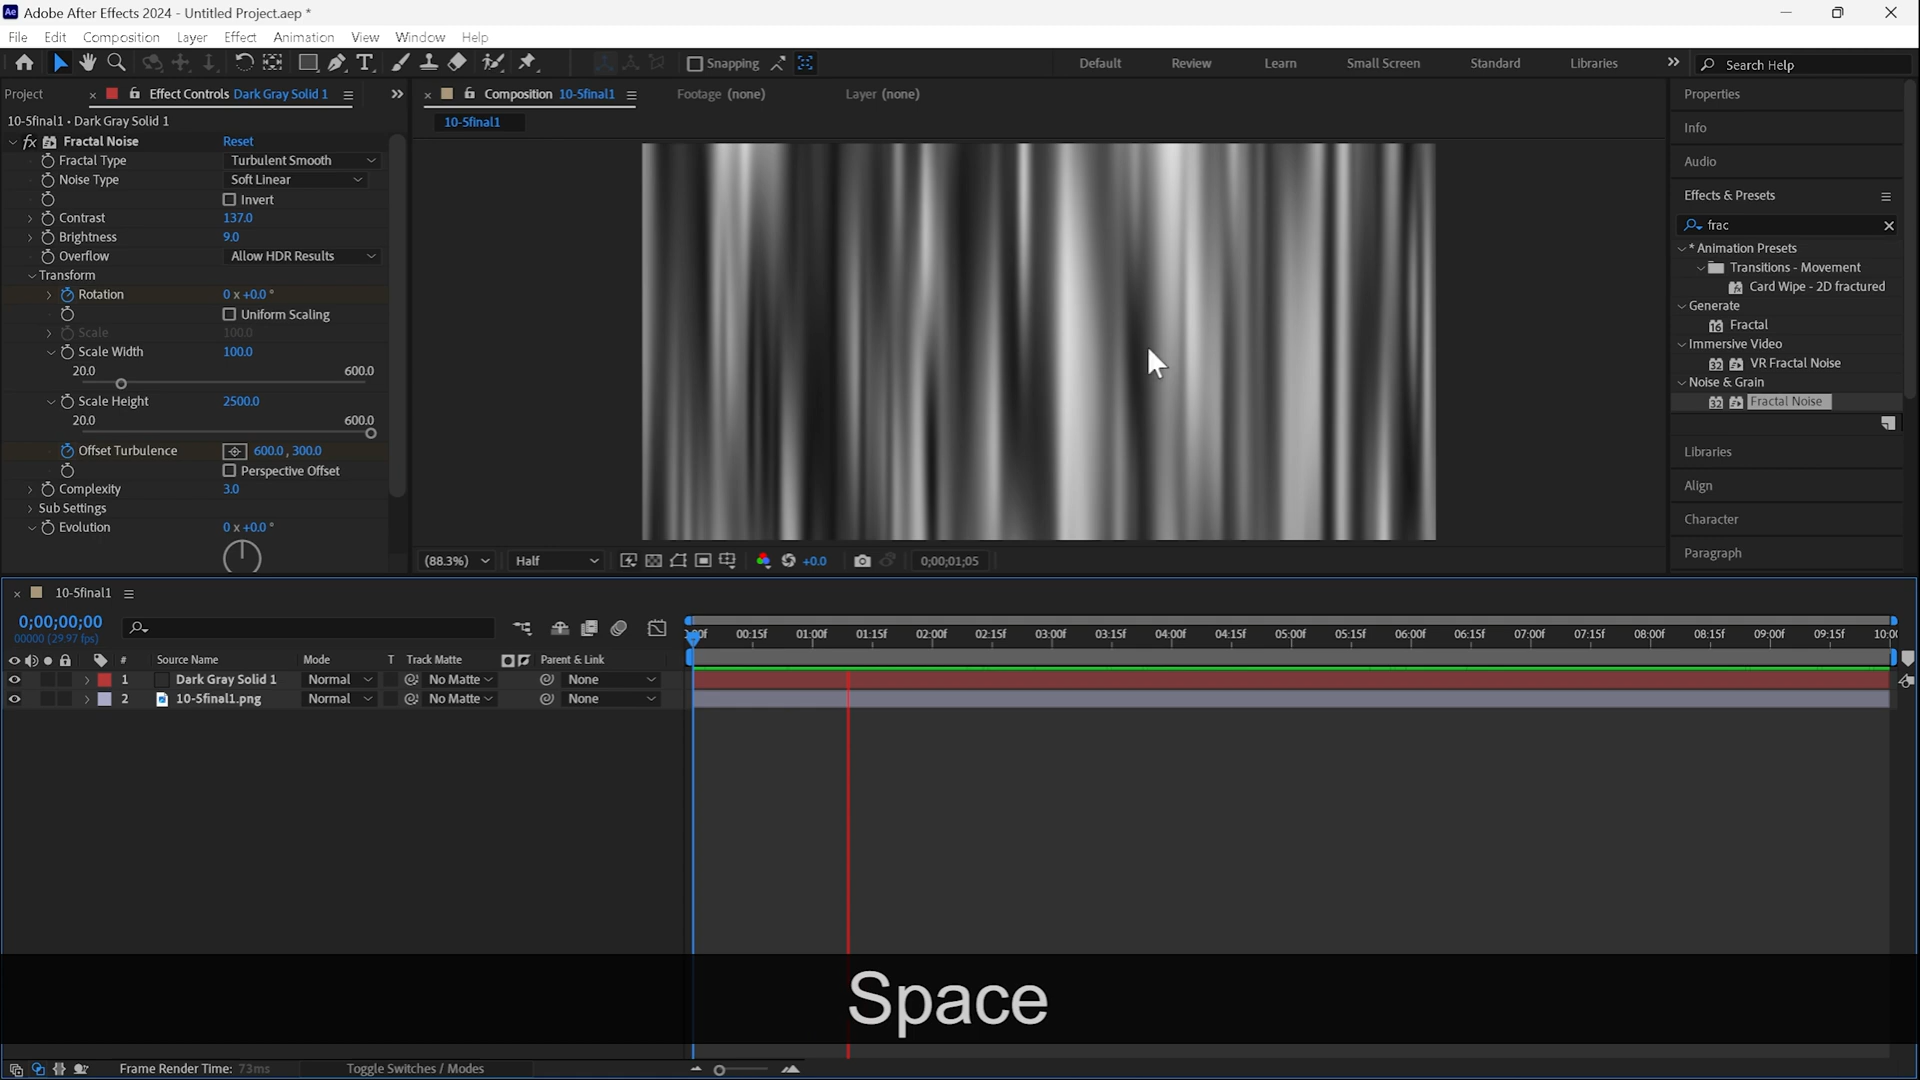 Adobe After Effects 2024 - Untitled Project.aep *
File Edit Composition Layer Effect Animation View Window Help
Snapping Default Review Learn Small Screen Standard Libraries Search Help
Project Effect Controls Dark Gray Solid 1
10-5final1 • Dark Gray Solid 1
fx Fractal Noise Reset
Fractal Type Turbulent Smooth
Noise Type Soft Linear
Invert
Contrast 137.0
Brightness 9.0
Overflow Allow HDR Results
Transform
Rotation 0 x +0.0 °
Uniform Scaling
Scale 100.0
Scale Width 100.0
20.0 600.0
Scale Height 2500.0
20.0 600.0
Offset Turbulence 600.0 , 300.0
Perspective Offset
Complexity 3.0
Sub Settings
Evolution 0 x +0.0 °
Composition 10-5final1 Footage (none) Layer (none)
10-5final1
(88.3%) Half +0.0 0;00;01;05
Properties
Info
Audio
Effects & Presets
frac
* Animation Presets
Transitions - Movement
Card Wipe - 2D fractured
Generate
16 Fractal
Immersive Video
32 VR Fractal Noise
Noise & Grain
32 Fractal Noise
Libraries
Align
Character
Paragraph
10-5final1
0;00;00;00
00000 (29.97 fps)
00:15f 01:00f 01:15f 02:00f 02:15f 03:00f 03:15f 04:00f 04:15f 05:00f 05:15f 06:00f 06:15f 07:00f 07:15f 08:00f 08:15f 09:00f 09:15f 10:00
# Source Name Mode T Track Matte Parent & Link
1 Dark Gray Solid 1 Normal No Matte None
2 10-5final1.png Normal No Matte None
Space
Frame Render Time: 73ms Toggle Switches / Modes